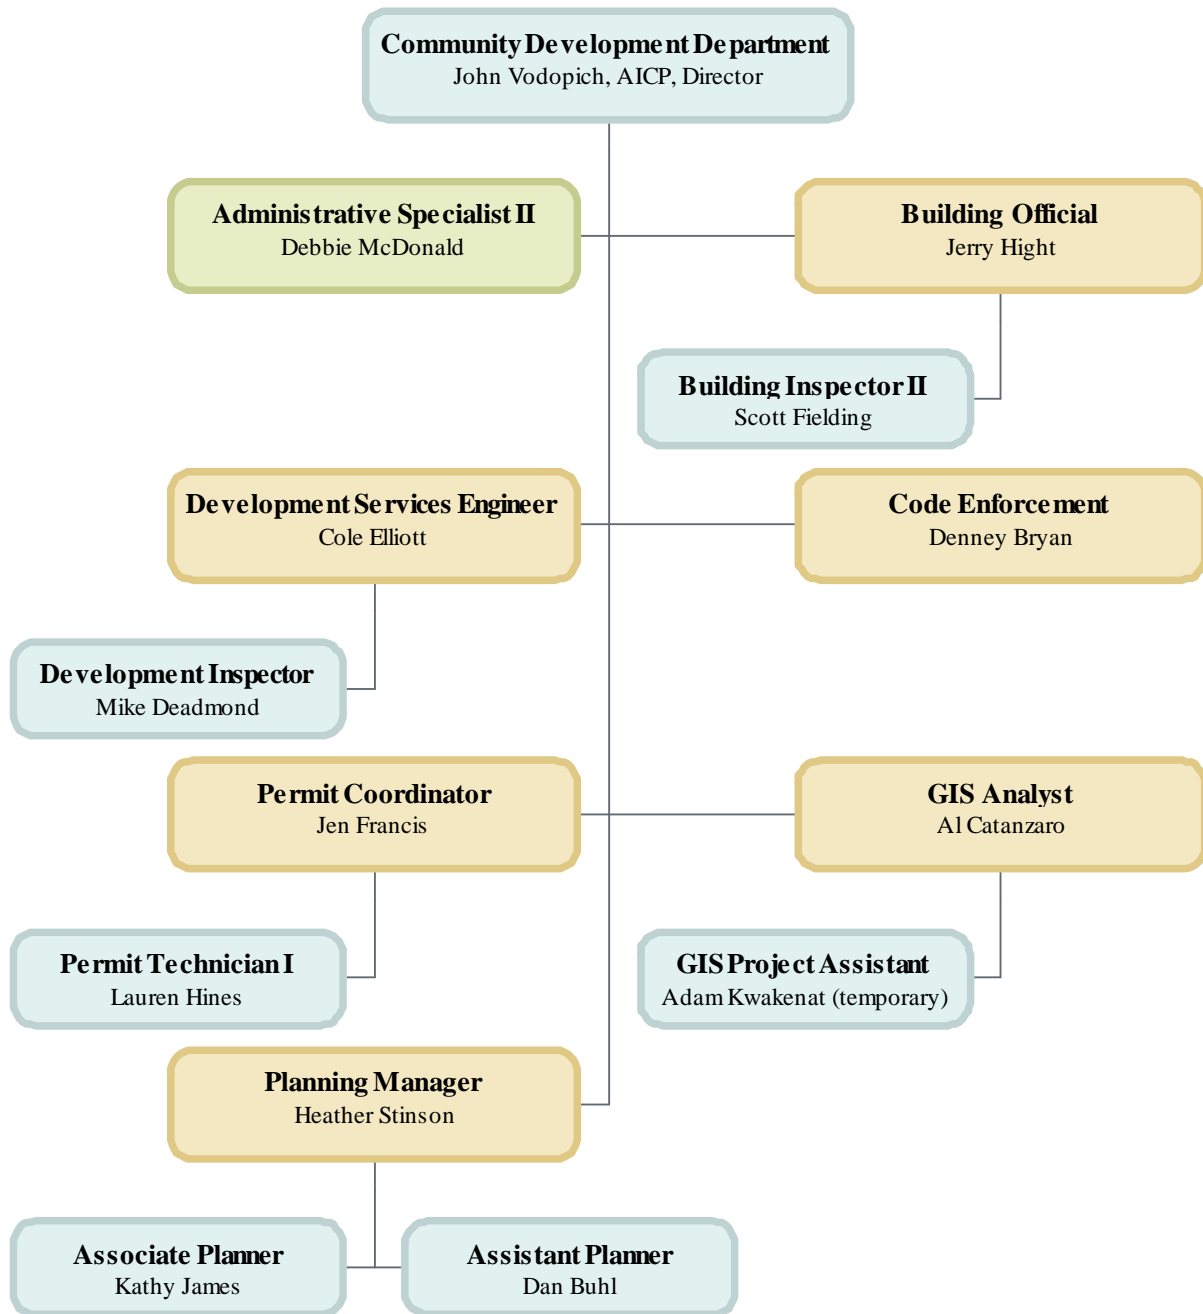 Community Development Department
John Vodopich, AICP, Director
Administrative Specialist II
Debbie McDonald
Building Official
Jerry Hight
Building Inspector II
Scott Fielding
Development Services Engineer
Cole Elliott
Code Enforcement
Denney Bryan
Development Inspector
Mike Deadmond
Permit Coordinator
Jen Francis
GIS Analyst
Al Catanzaro
Permit Technician I
Lauren Hines
GIS Project Assistant
Adam Kwakenat (temporary)
Planning Manager
Heather Stinson
Associate Planner
Kathy James
Assistant Planner
Dan Buhl